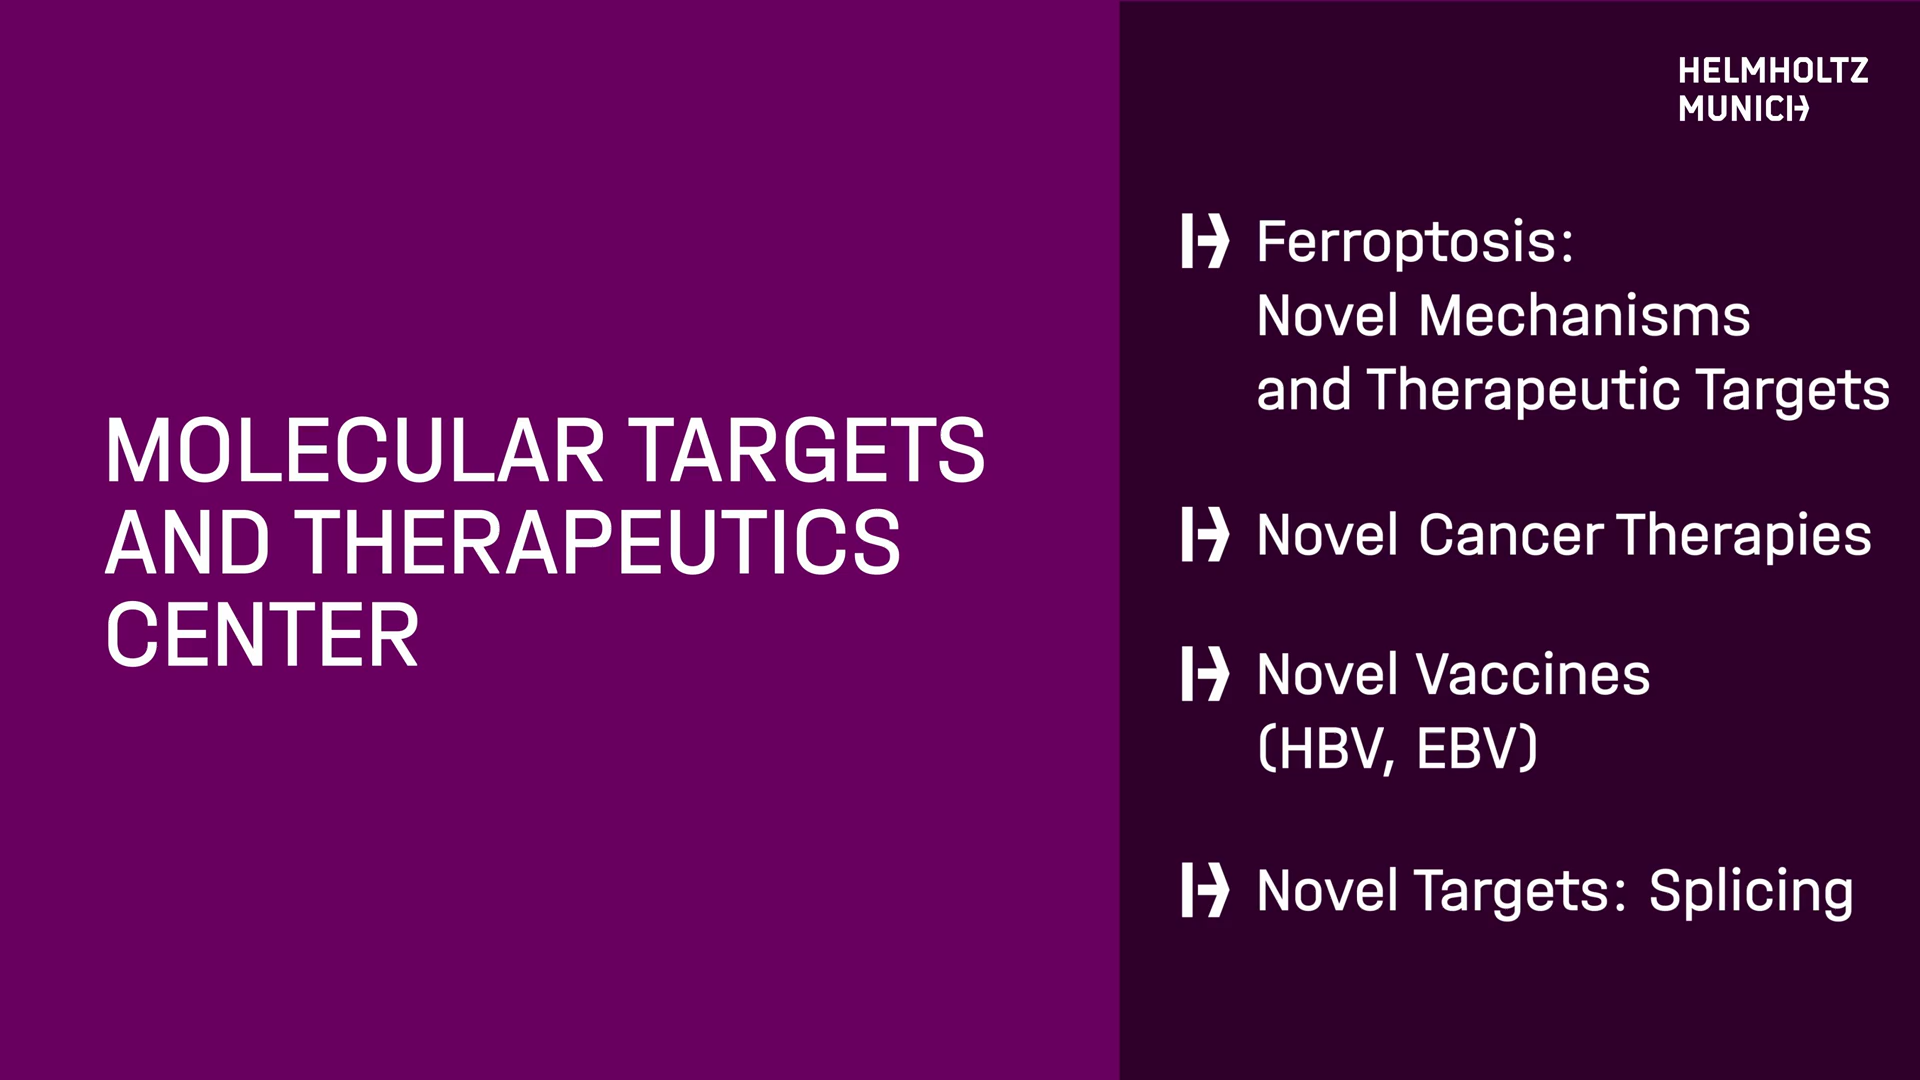 MOLECULAR TARGETS
AND THERAPEUTICS
CENTER
HELMHOLTZ
MUNICH
Ferroptosis:
Novel Mechanisms
and Therapeutic Targets
Novel Cancer Therapies
Novel Vaccines
(HBV, EBV)
Novel Targets: Splicing